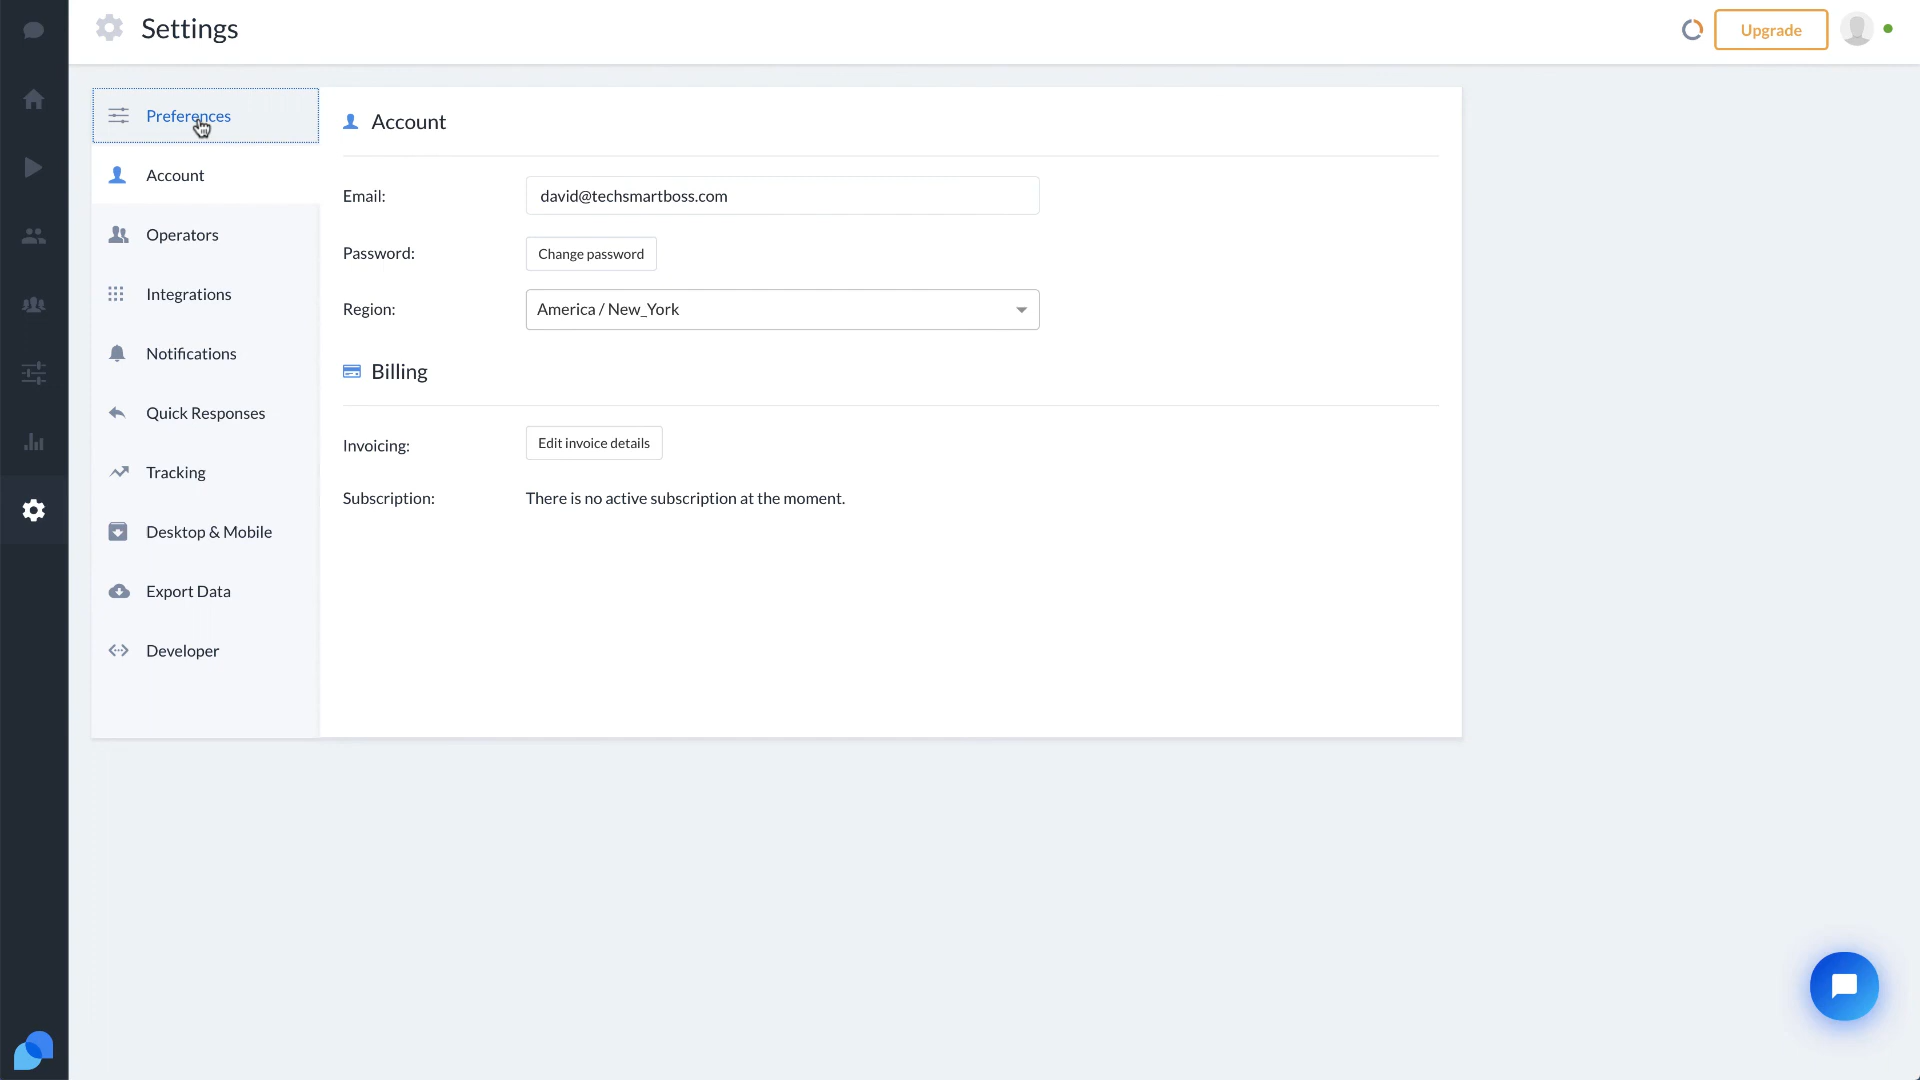 Settings
Upgrade
Preferences
Account
Operators
Integrations
Notifications
Quick Responses
Tracking
Desktop & Mobile
Export Data
Developer
Account
Email:
david@techsmartboss.com
Password:
Change password
Region:
America / New_York
Billing
Invoicing:
Edit invoice details
Subscription:
There is no active subscription at the moment.